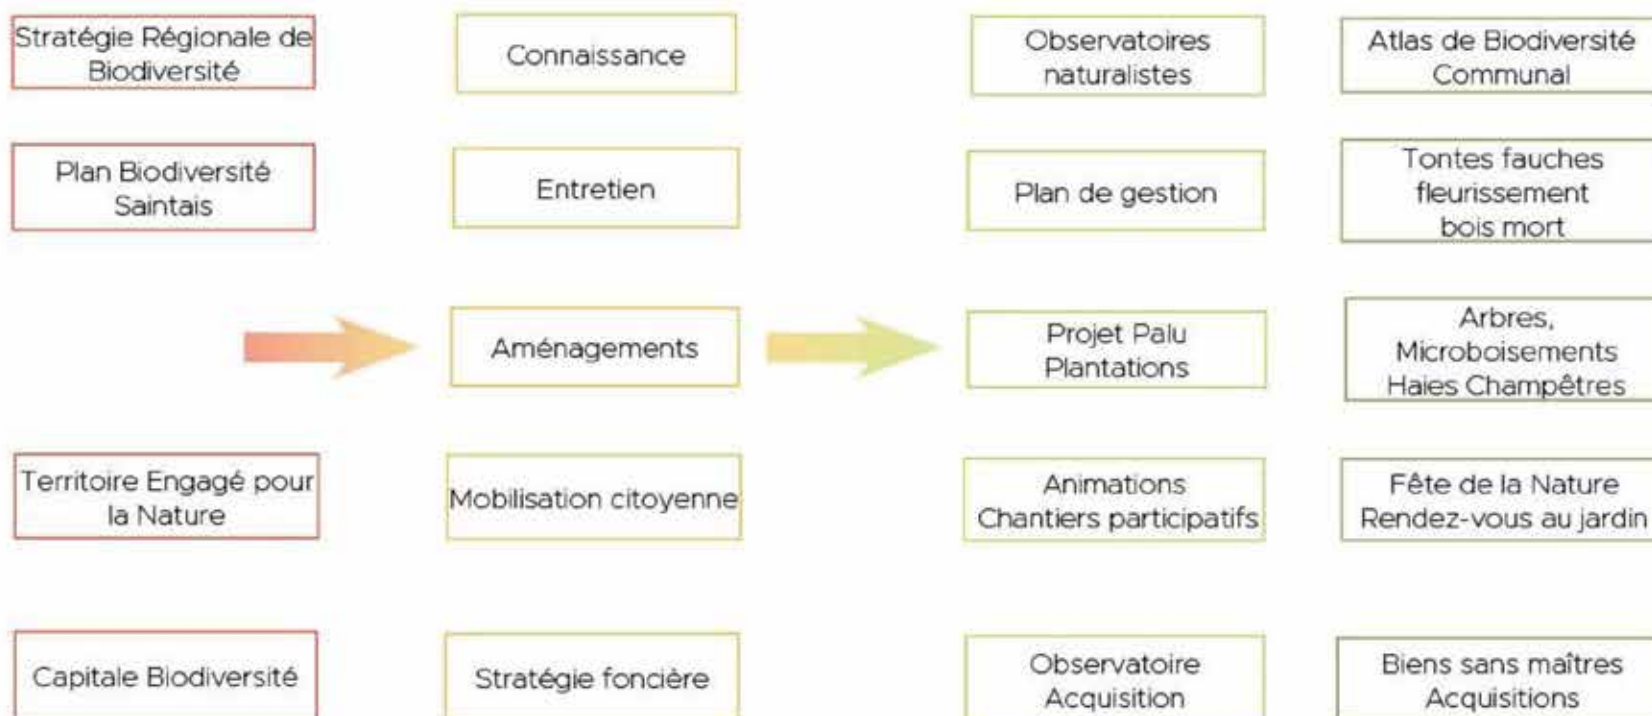 Stratégie Régionale de
Biodiversité
Connaissance
Observatoires
naturalistes
Atlas de Biodiversité
Communal
Plan Biodiversité
Saintais
Entretien
Plan de gestion
Tontes fauches
fleurissement
bois mort
Aménagements
Projet Palu
Plantations
Arbres,
Microboisements
Haies Champêtres
Territoire Engagé pour
la Nature
Mobilisation citoyenne
Animations
Chantiers participatifs
Fête de la Nature
Rendez-vous au jardin
Capitale Biodiversité
Stratégie foncière
Observatoire
Acquisition
Biens sans maîtres
Acquisitions